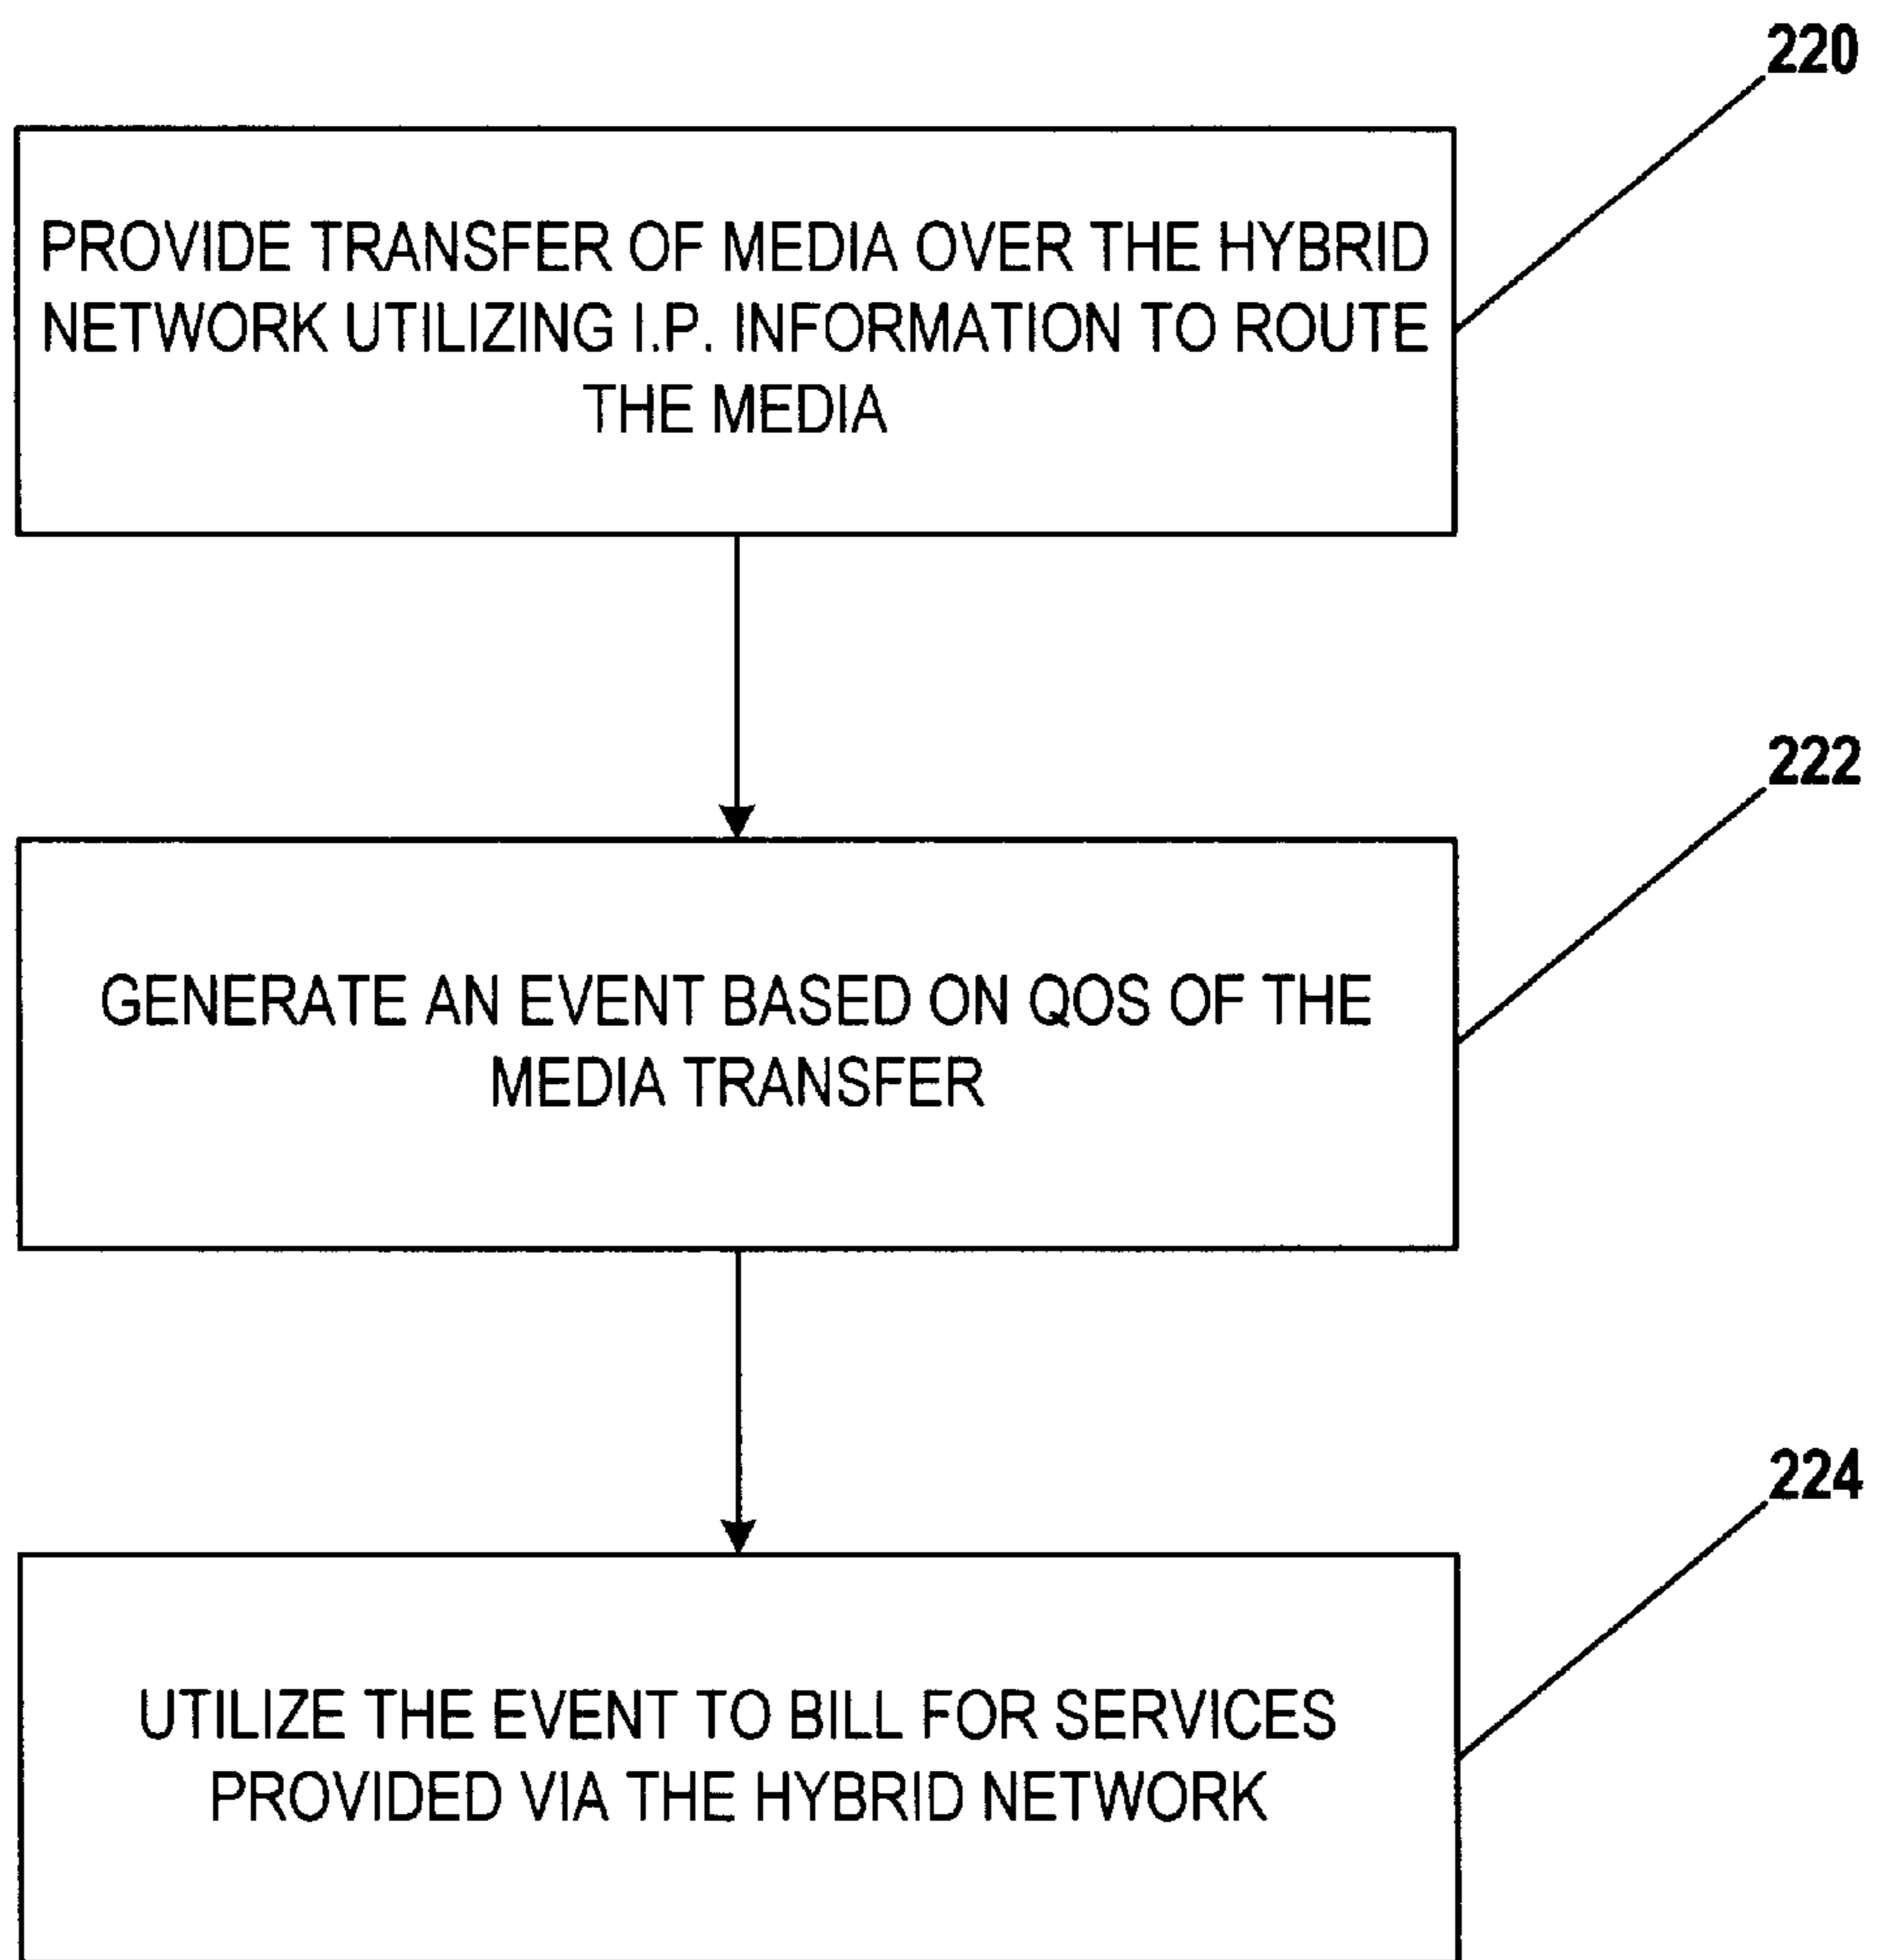 220
PROVIDE TRANSFER OF MEDIA OVER THE HYBRID
NETWORK UTILIZING I.P. INFORMATION TO ROUTE
THE MEDIA
222
GENERATE AN EVENT BASED ON QOS OF THE
MEDIA TRANSFER
224
UTILIZE THE EVENT TO BILL FOR SERVICES
PROVIDED VIA THE HYBRID NETWORK